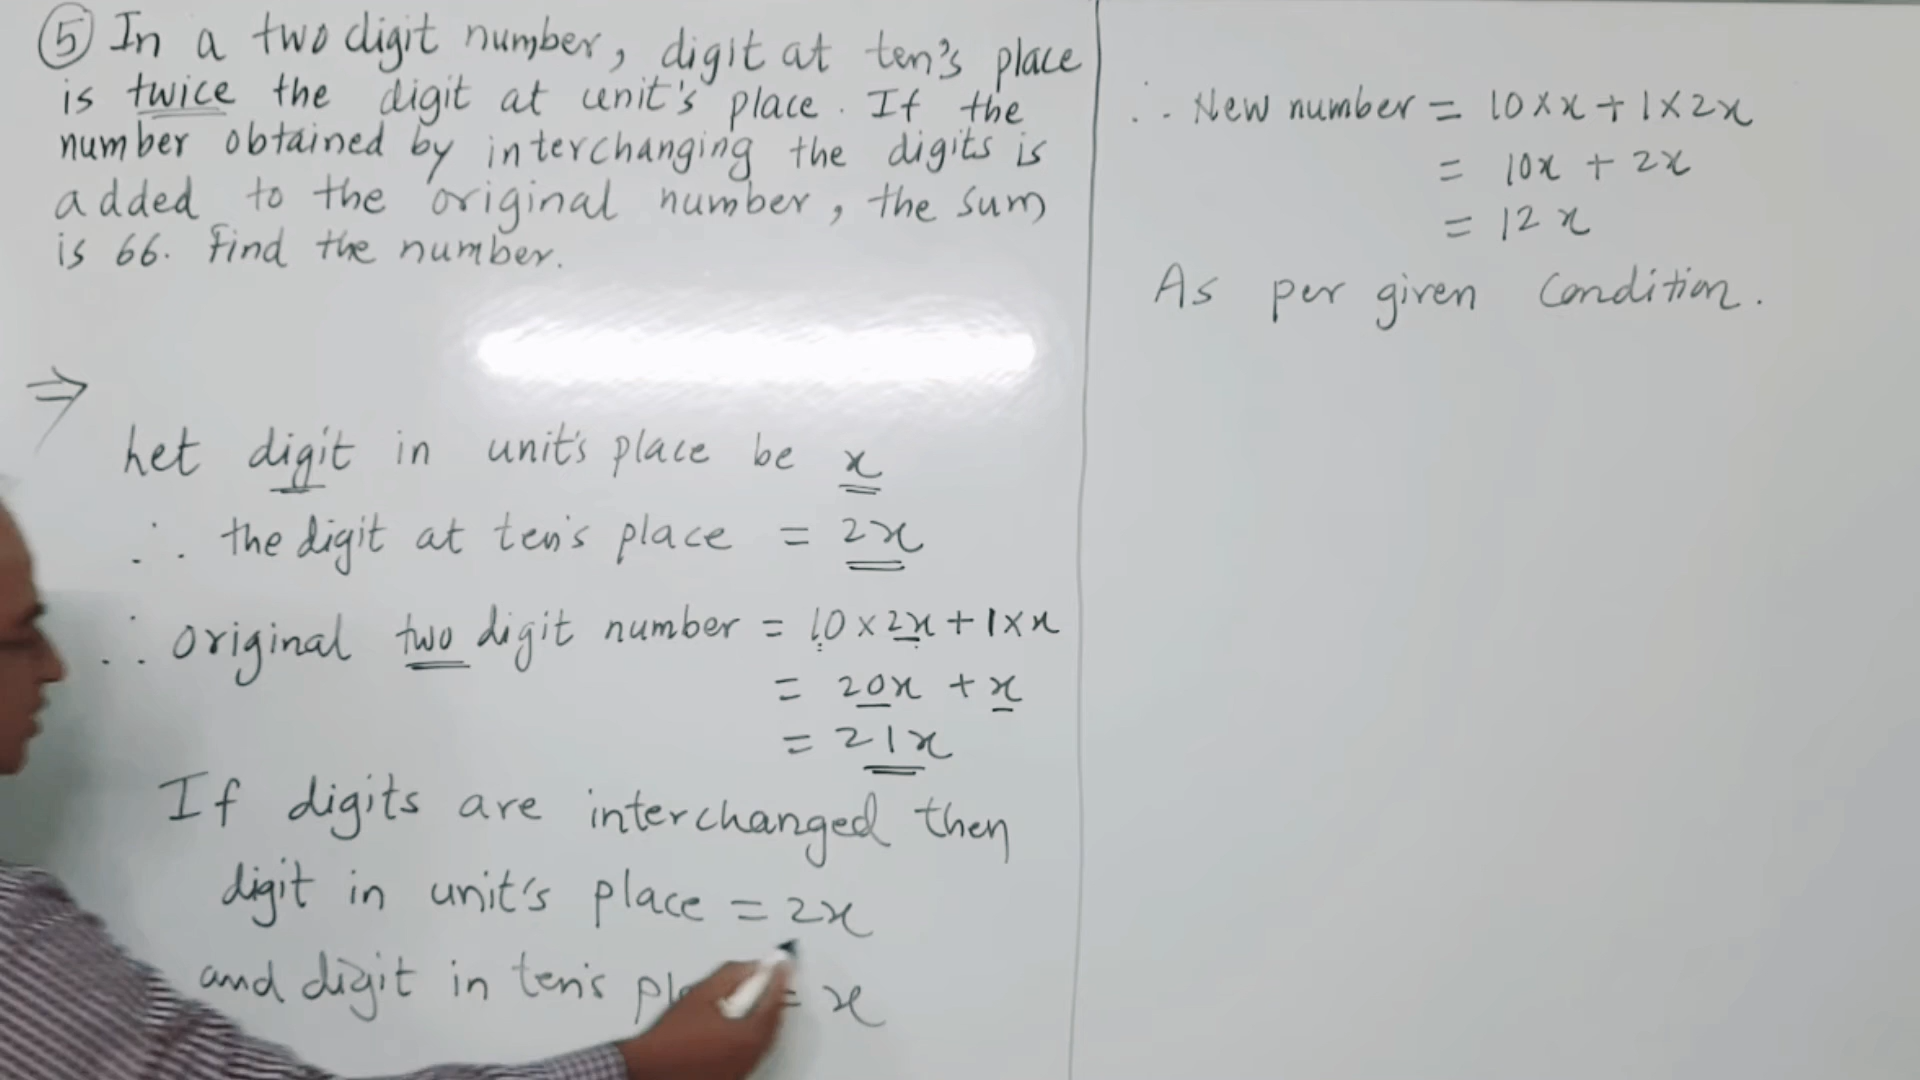 ⑤ In a two digit number, digit at ten's place
is twice the digit at unit's place. If the
number obtained by interchanging the digits is
added to the original number, the sum
is 66. Find the number.
⇒
Let digit in unit's place be x
∴ the digit at ten's place = 2x
∴ original two digit number = 10 × 2x + 1 × x
= 20x + x
= 21x
If digits are interchanged then
digit in unit's place = 2x
and digit in ten's = x
∴ New number = 10 × x + 1 × 2x
= 10x + 2x
= 12x
As per given condition.